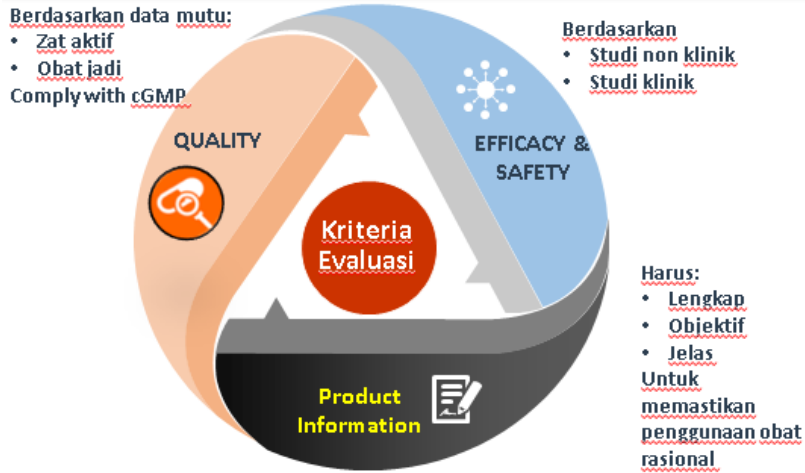 Berdasarkan data mutu:
• Zat aktif
• Obat jadi
Comply with cGMP
QUALITY
Berdasarkan
• Studi non klinik
• Studi klinik
EFFICACY &
SAFETY
Kriteria
Evaluasi
Harus:
• Lengkap
• Objektif
• Jelas
Untuk
memastikan
penggunaan obat
rasional
Product
Information